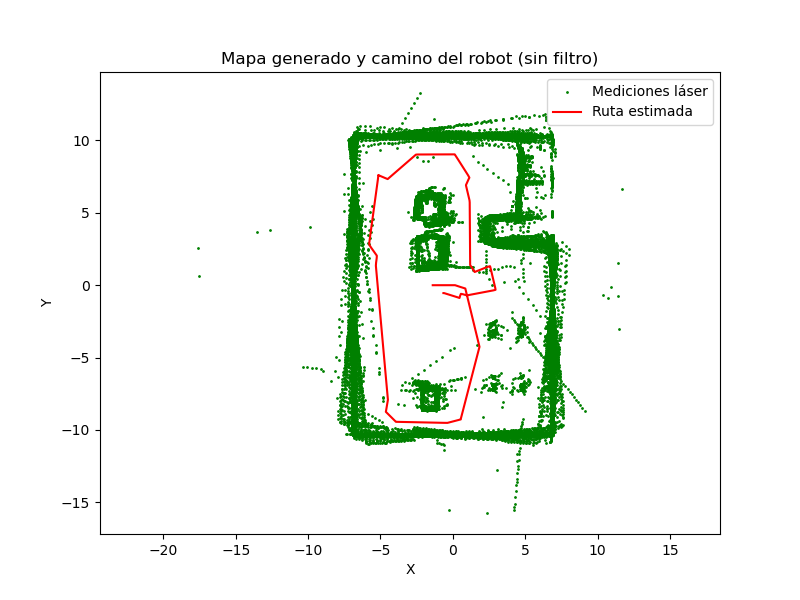 Mapa generado y camino del robot (sin filtro)
Mediciones láser
Ruta estimada
10
5
0
−5
−10
−15
Y
−20
−15
−10
−5
0
5
10
15
X